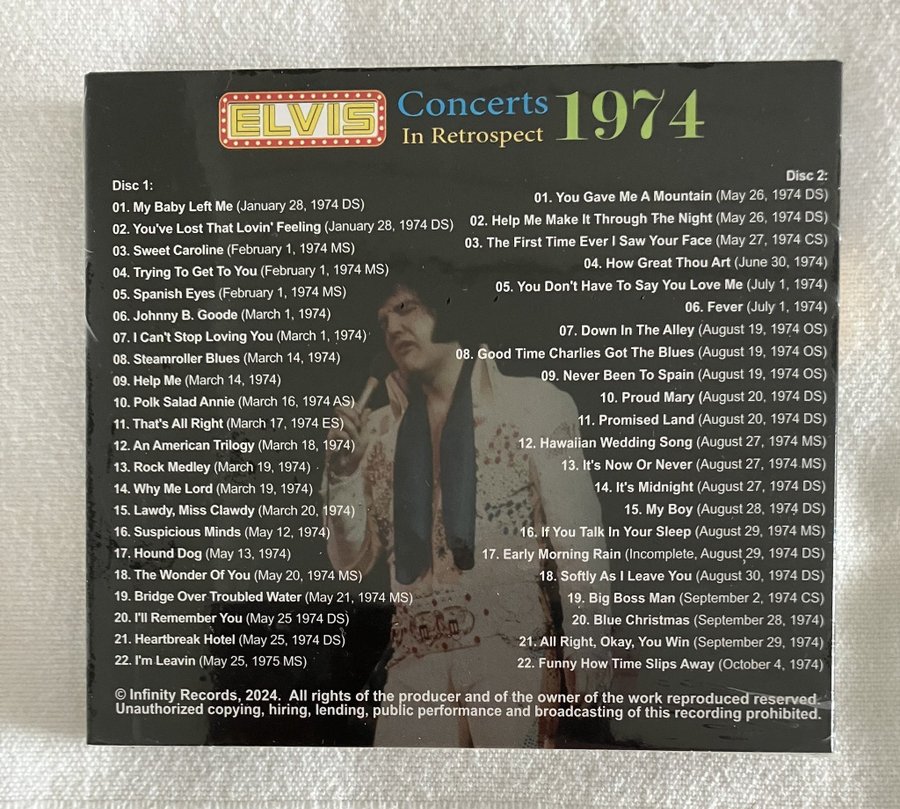 ELVIS Concerts In Retrospect 1974
Disc 1:
01. My Baby Left Me (January 28, 1974 DS)
02. You've Lost That Lovin' Feeling (January 28, 1974 DS)
03. Sweet Caroline (February 1, 1974 MS)
04. Trying To Get To You (February 1, 1974 MS)
05. Spanish Eyes (February 1, 1974 MS)
06. Johnny B. Goode (March 1, 1974)
07. I Can't Stop Loving You (March 1, 1974)
08. Steamroller Blues (March 14, 1974)
09. Help Me (March 14, 1974)
10. Polk Salad Annie (March 16, 1974 AS)
11. That's All Right (March 17, 1974 ES)
12. An American Trilogy (March 18, 1974)
13. Rock Medley (March 19, 1974)
14. Why Me Lord (March 19, 1974)
15. Lawdy, Miss Clawdy (March 20, 1974)
16. Suspicious Minds (May 12, 1974)
17. Hound Dog (May 13, 1974)
18. The Wonder Of You (May 20, 1974 MS)
19. Bridge Over Troubled Water (May 21, 1974 MS)
20. I'll Remember You (May 25 1974 DS)
21. Heartbreak Hotel (May 25, 1974 DS)
22. I'm Leavin (May 25, 1975 MS)
Disc 2:
01. You Gave Me A Mountain (May 26, 1974 DS)
02. Help Me Make It Through The Night (May 26, 1974 DS)
03. The First Time Ever I Saw Your Face (May 27, 1974 CS)
04. How Great Thou Art (June 30, 1974)
05. You Don't Have To Say You Love Me (July 1, 1974)
06. Fever (July 1, 1974)
07. Down In The Alley (August 19, 1974 OS)
08. Good Time Charlies Got The Blues (August 19, 1974 OS)
09. Never Been To Spain (August 19, 1974 OS)
10. Proud Mary (August 20, 1974 DS)
11. Promised Land (August 20, 1974 DS)
12. Hawaiian Wedding Song (August 27, 1974 MS)
13. It's Now Or Never (August 27, 1974 MS)
14. It's Midnight (August 27, 1974 DS)
15. My Boy (August 28, 1974 DS)
16. If You Talk In Your Sleep (August 29, 1974 MS)
17. Early Morning Rain (Incomplete, August 29, 1974 DS)
18. Softly As I Leave You (August 30, 1974 DS)
19. Big Boss Man (September 2, 1974 CS)
20. Blue Christmas (September 28, 1974)
21. All Right, Okay, You Win (September 29, 1974)
22. Funny How Time Slips Away (October 4, 1974)
© Infinity Records, 2024. All rights of the producer and of the owner of the work reproduced reserved.
Unauthorized copying, hiring, lending, public performance and broadcasting of this recording prohibited.